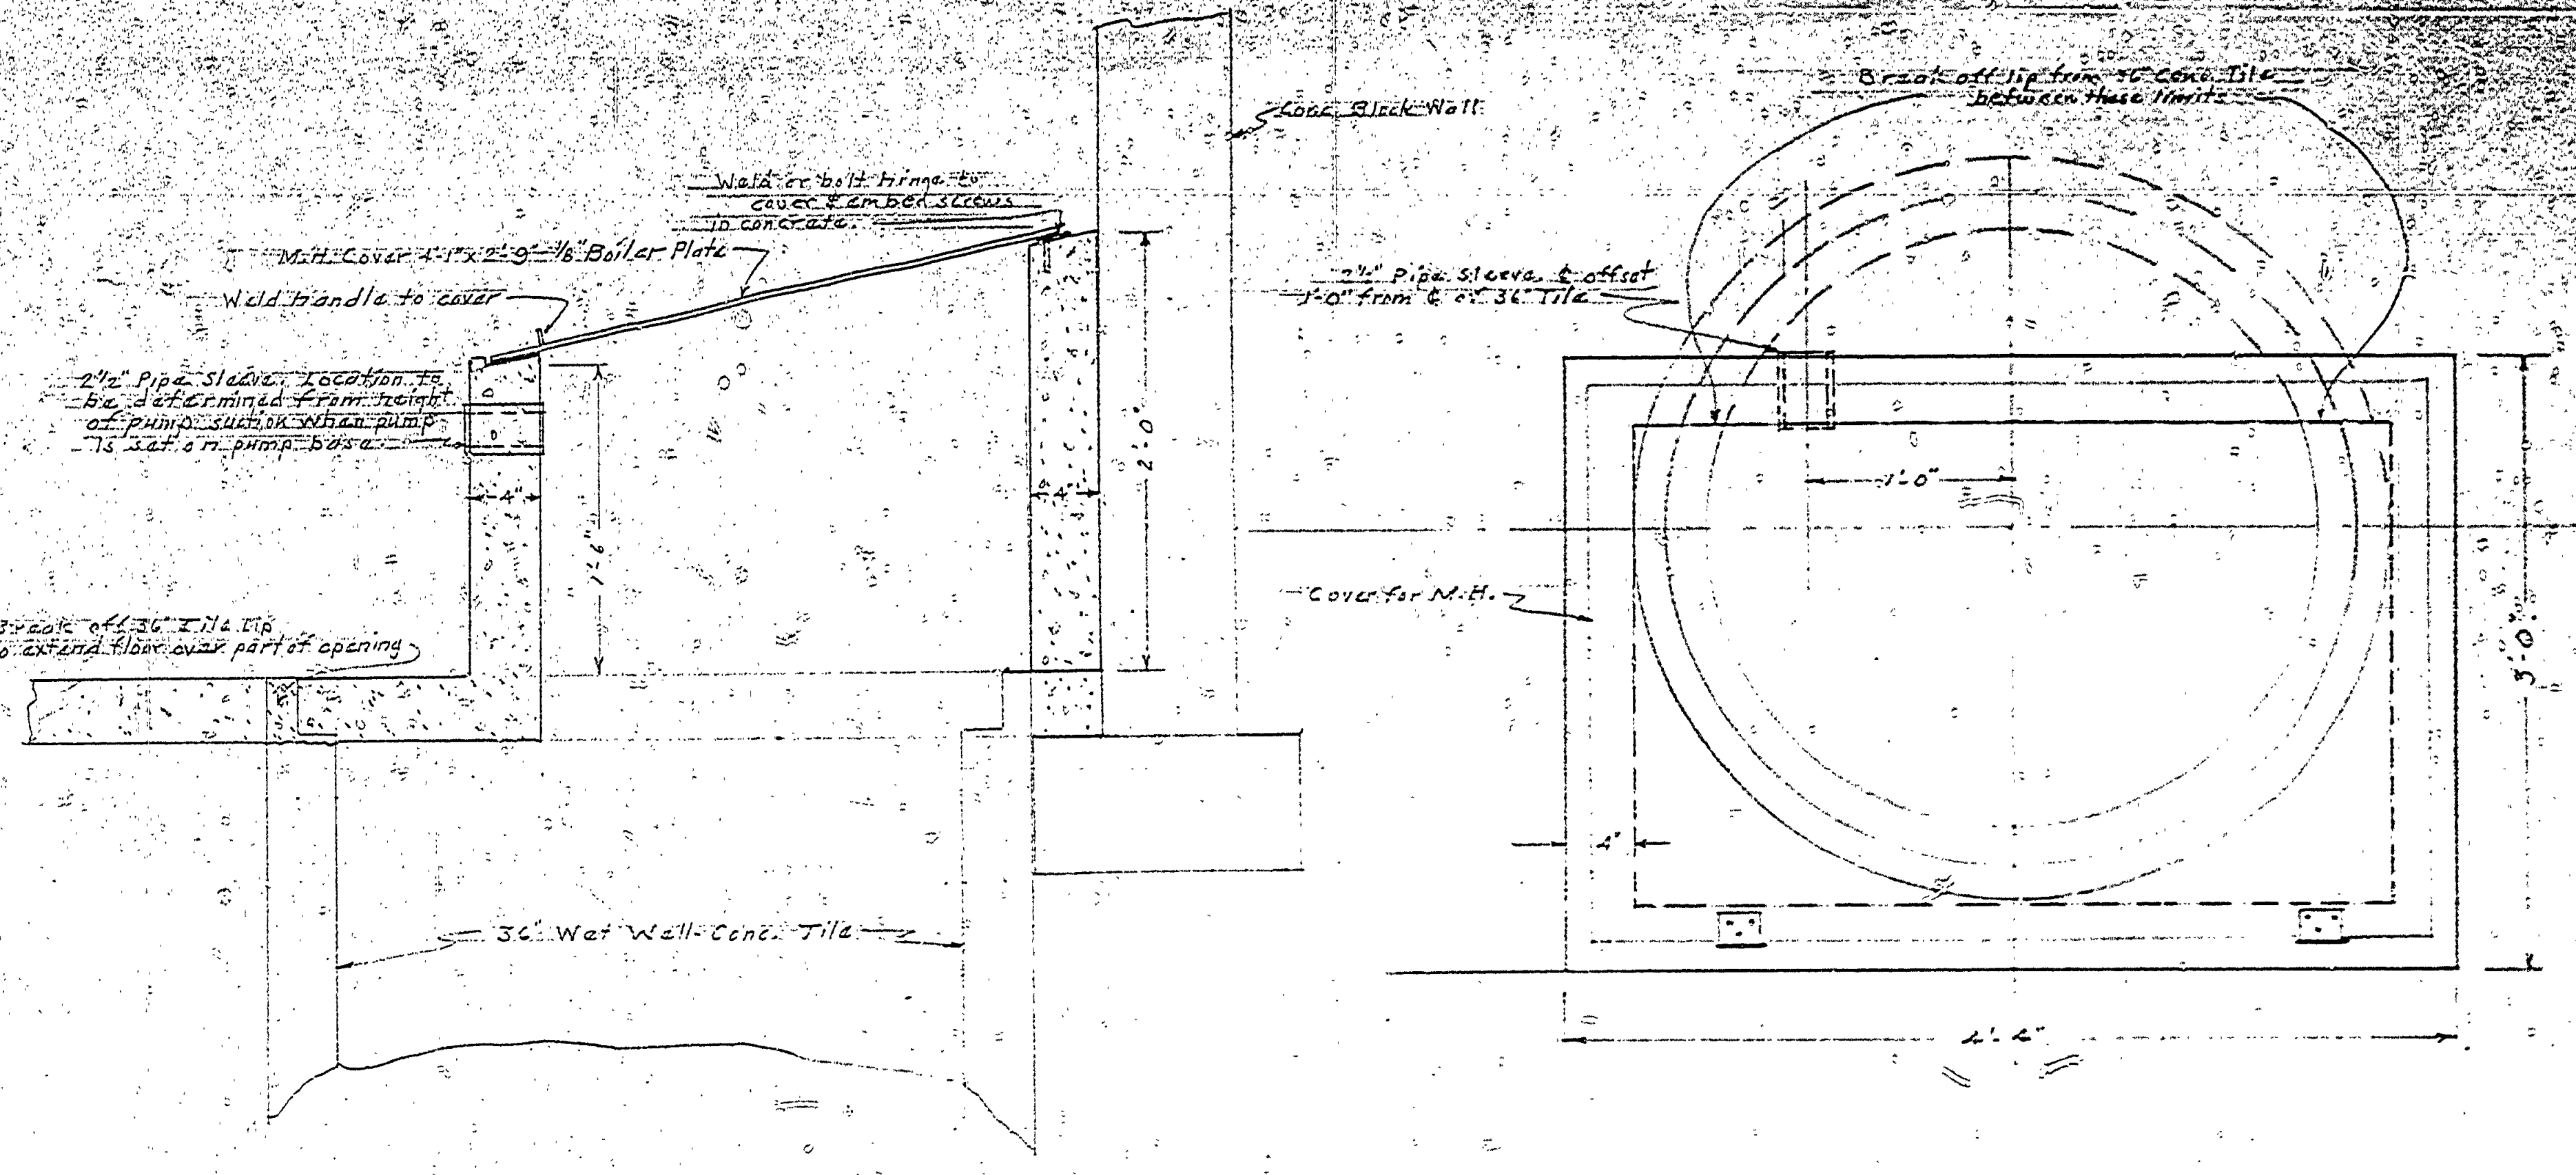 Break off lip from 36" Conc. Tile
between these limits
Conc. Block Wall
Weld or bolt hinge to
cover & embed screws
in concrete.
M.H. Cover 4'-1" x 2'-9" - 1/8" Boiler Plate
Weld handle to cover
2 1/2" Pipe Sleeve ℄ offset
1'-0" from ℄ of 36" Tile
2 1/2" Pipe Sleeve. Location to
be determined from height
of pump suction when pump
is set on pump base.
4"
4"
2'-0"
1'-6"
1'-0"
Cover for M.H.
3'-0"
Break off 36" Tile Lip
to extend floor over part of opening
4"
36" Wet Well-Conc. Tile